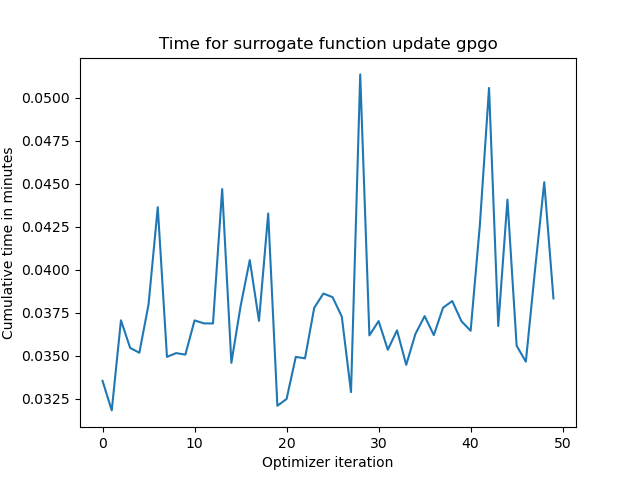 Time for surrogate function update gpgo
Cumulative time in minutes
0.0500
0.0475
0.0450
0.0425
0.0400
0.0375
0.0350
0.0325
0 10 20 30 40 50
Optimizer iteration